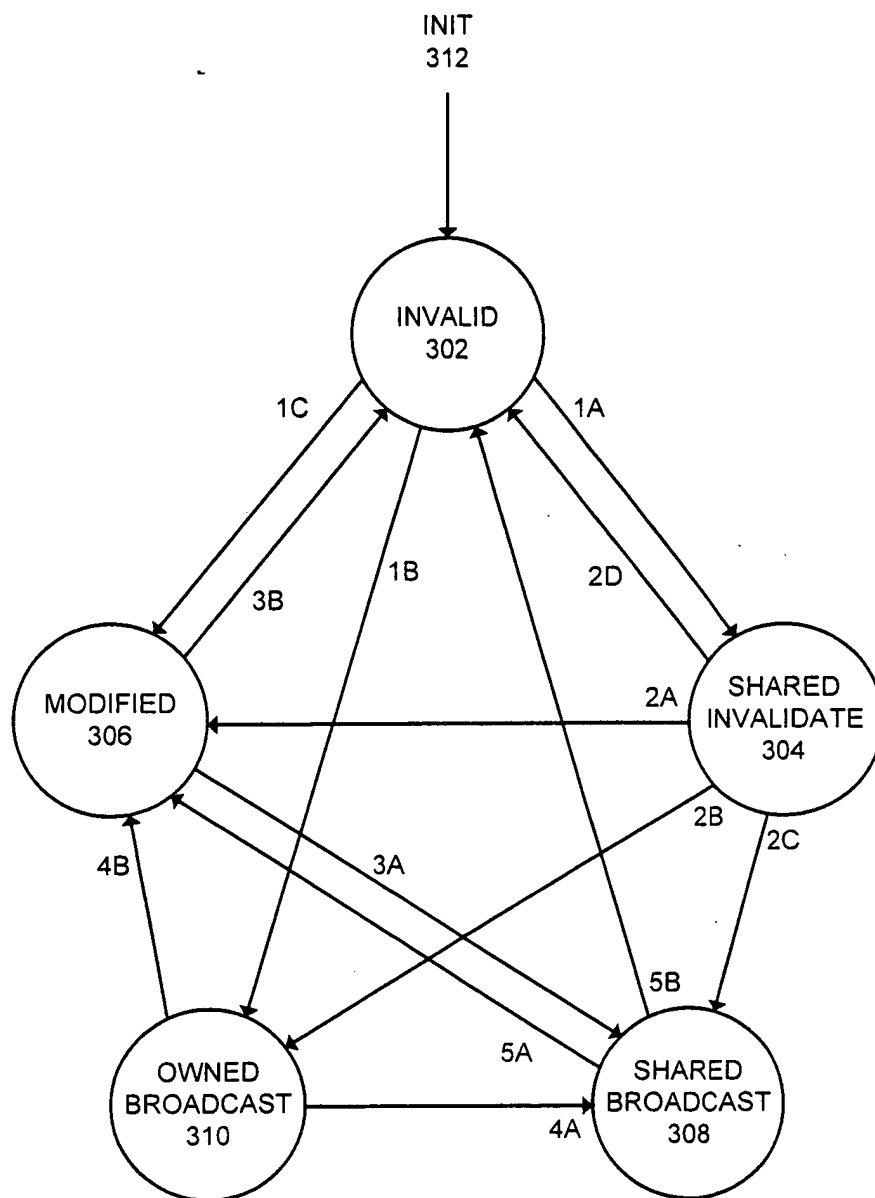 INIT
312
INVALID
302
1C
1A
3B
1B
2D
MODIFIED
306
2A
SHARED
INVALIDATE
304
2B
2C
4B
3A
5B
5A
OWNED
BROADCAST
310
SHARED
BROADCAST
308
4A